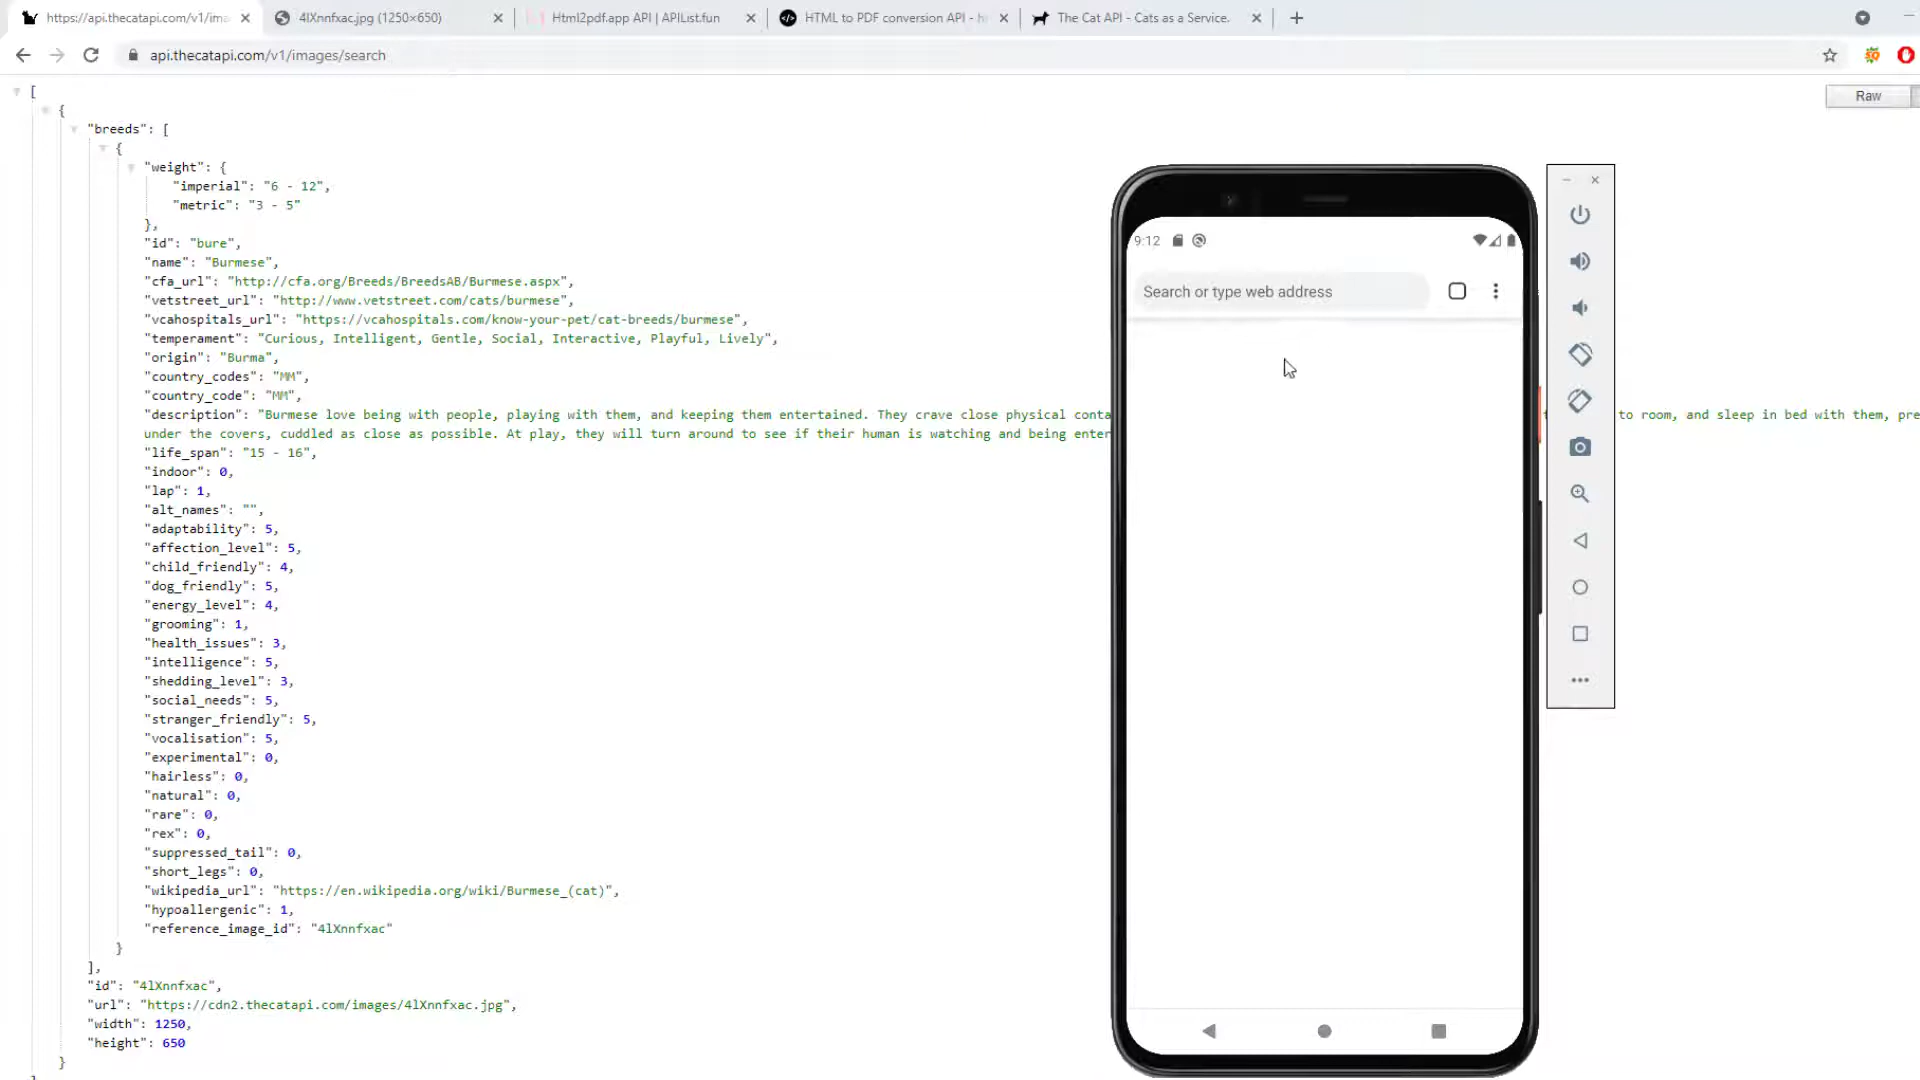 https://api.thecatapi.com/v1/ima
4lXnnfxac.jpg (1250×650)
Html2pdf.app API | APIList.fun
HTML to PDF conversion API - h
The Cat API - Cats as a Service.
api.thecatapi.com/v1/images/search
Raw
[
{
"breeds": [
{
"weight": {
"imperial": "6 - 12",
"metric": "3 - 5"
},
"id": "bure",
"name": "Burmese",
"cfa_url": "http://cfa.org/Breeds/BreedsAB/Burmese.aspx",
"vetstreet_url": "http://www.vetstreet.com/cats/burmese",
"vcahospitals_url": "https://vcahospitals.com/know-your-pet/cat-breeds/burmese",
"temperament": "Curious, Intelligent, Gentle, Social, Interactive, Playful, Lively",
"origin": "Burma",
"country_codes": "MM",
"country_code": "MM",
"description": "Burmese love being with people, playing with them, and keeping them entertained. They crave close physical conta to room, and sleep in bed with them, pre
under the covers, cuddled as close as possible. At play, they will turn around to see if their human is watching and being enter
"life_span": "15 - 16",
"indoor": 0,
"lap": 1,
"alt_names": "",
"adaptability": 5,
"affection_level": 5,
"child_friendly": 4,
"dog_friendly": 5,
"energy_level": 4,
"grooming": 1,
"health_issues": 3,
"intelligence": 5,
"shedding_level": 3,
"social_needs": 5,
"stranger_friendly": 5,
"vocalisation": 5,
"experimental": 0,
"hairless": 0,
"natural": 0,
"rare": 0,
"rex": 0,
"suppressed_tail": 0,
"short_legs": 0,
"wikipedia_url": "https://en.wikipedia.org/wiki/Burmese_(cat)",
"hypoallergenic": 1,
"reference_image_id": "4lXnnfxac"
}
],
"id": "4lXnnfxac",
"url": "https://cdn2.thecatapi.com/images/4lXnnfxac.jpg",
"width": 1250,
"height": 650
}
9:12
Search or type web address